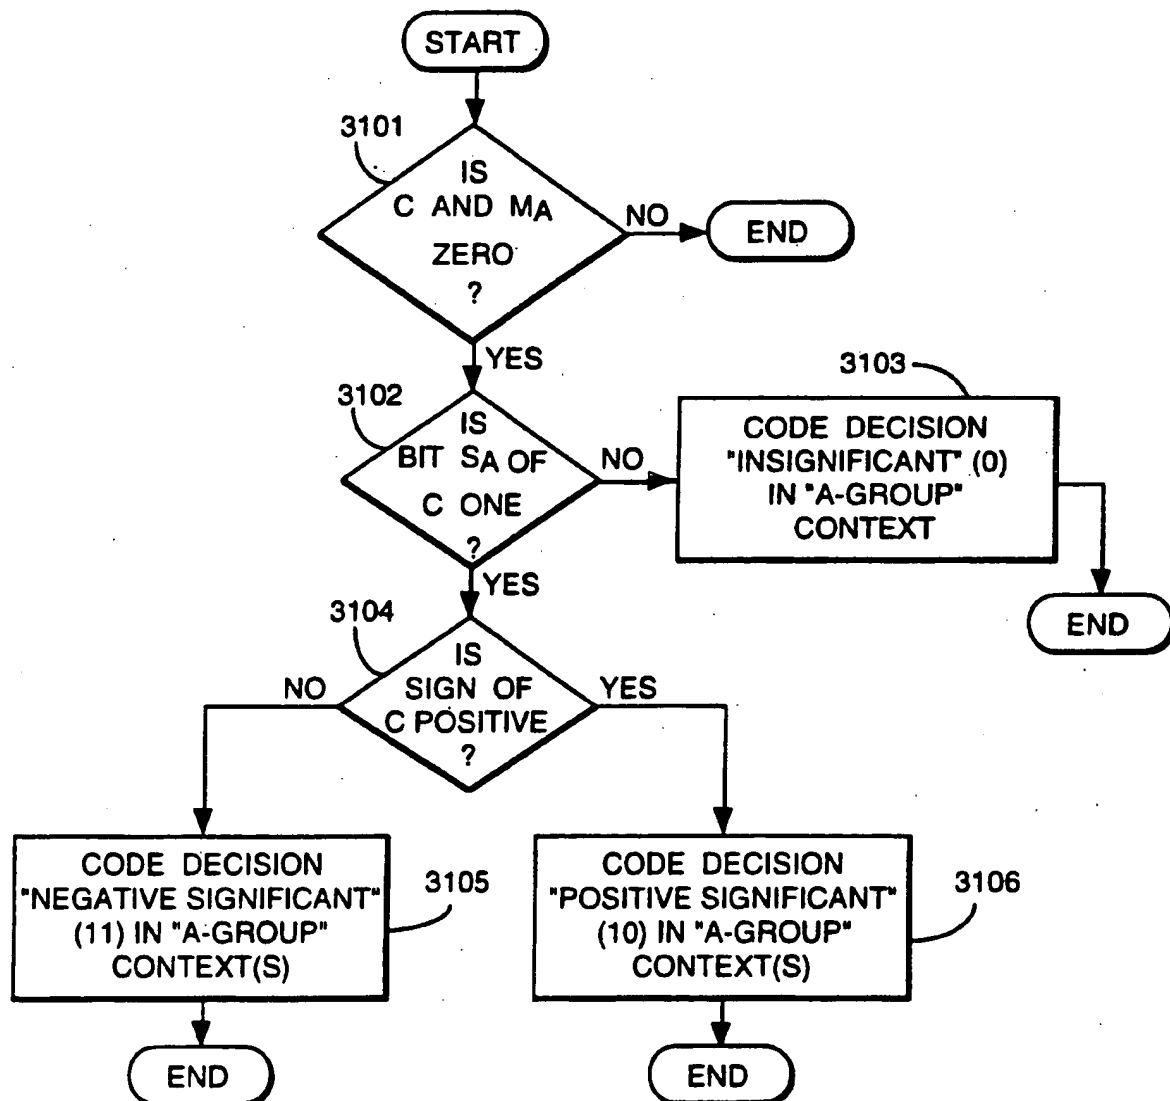 START
3101
IS
C AND MA
ZERO
?
NO
END
YES
3102
IS
BIT SA OF
C ONE
?
NO
3103
CODE DECISION
"INSIGNIFICANT" (0)
IN "A-GROUP"
CONTEXT
END
YES
3104
IS
SIGN OF
C POSITIVE
?
NO
YES
CODE DECISION
"NEGATIVE SIGNIFICANT"
(11) IN "A-GROUP"
CONTEXT(S)
3105
CODE DECISION
"POSITIVE SIGNIFICANT"
(10) IN "A-GROUP"
CONTEXT(S)
3106
END
END